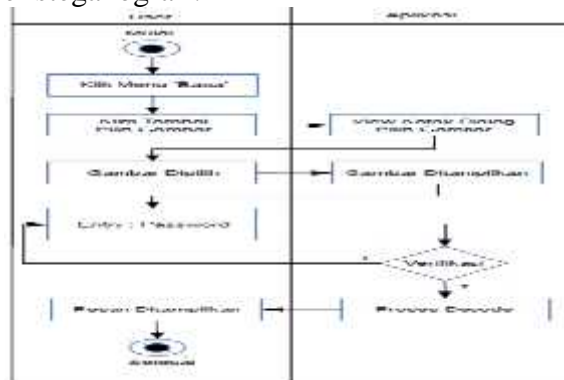 User
Aplikasi
Mulai
Klik Menu 'Baca'
Klik Tombol
Pilih Gambar
View Kotak Dialog
Pilih Gambar
Gambar Dipilih
Gambar Ditampilkan
Entry : Password
Verifikasi
Pesan Ditampilkan
Proses Decode